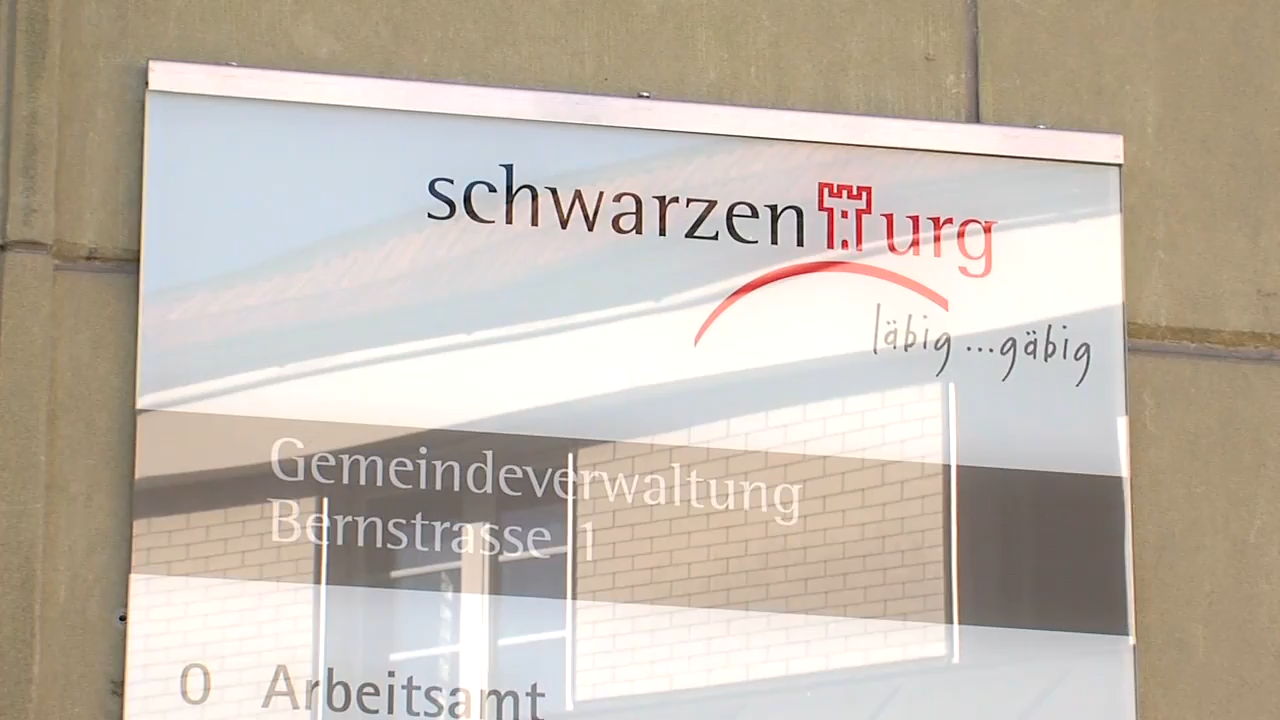 schwarzenburg
läbig ...gäbig
Gemeindeverwaltung
Bernstrasse 1
0 Arbeitsamt